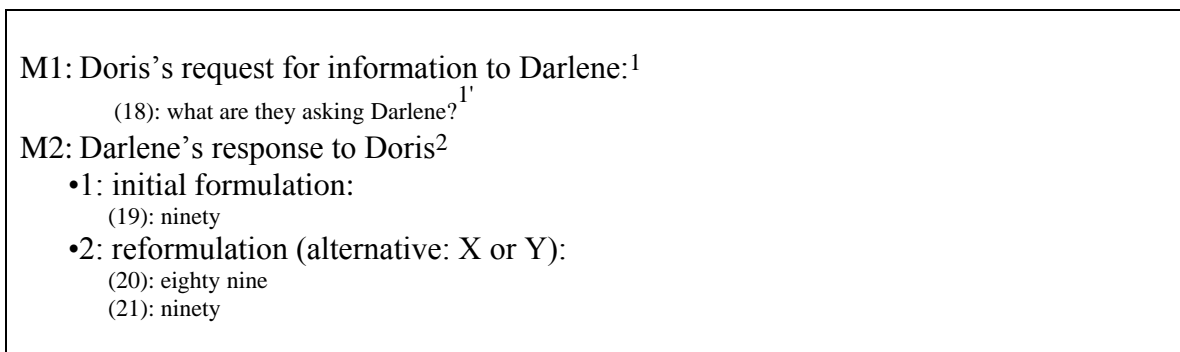 M1: Doris’s request for information to Darlene:1
(18): what are they asking Darlene?1'
M2: Darlene’s response to Doris2
•1: initial formulation:
(19): ninety
•2: reformulation (alternative: X or Y):
(20): eighty nine
(21): ninety